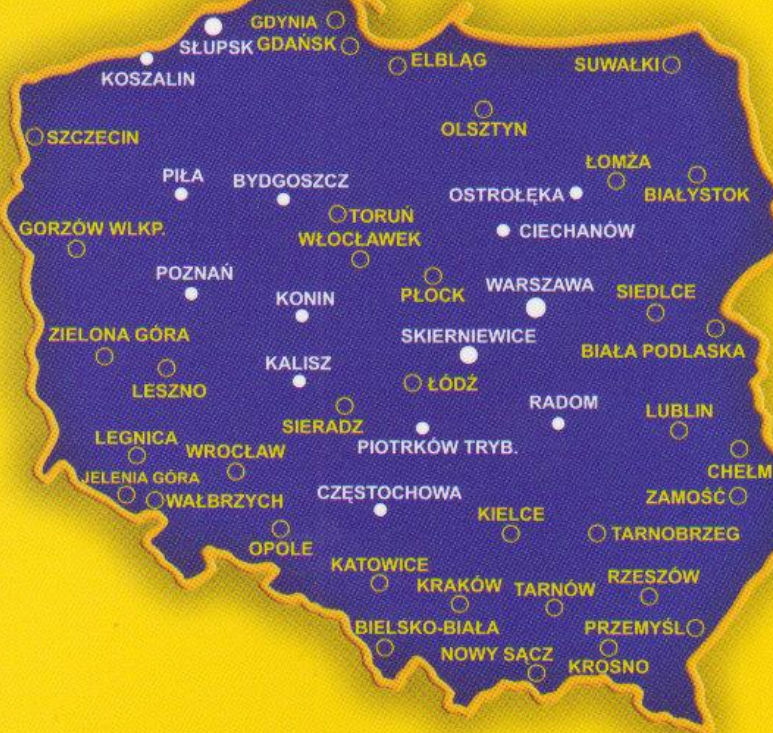 GDYNIA
SŁUPSK
GDAŃSK
ELBLĄG
SUWAŁKI
KOSZALIN
OLSZTYN
SZCZECIN
ŁOMŻA
PIŁA
BYDGOSZCZ
OSTROŁĘKA
BIAŁYSTOK
TORUŃ
GORZÓW WLKP.
WŁOCŁAWEK
CIECHANÓW
POZNAŃ
KONIN
PŁOCK
WARSZAWA
SIEDLCE
ZIELONA GÓRA
SKIERNIEWICE
BIAŁA PODLASKA
KALISZ
LESZNO
ŁÓDŹ
RADOM
LUBLIN
SIERADZ
LEGNICA
WROCŁAW
PIOTRKÓW TRYB.
CHEŁM
JELENIA GÓRA
WAŁBRZYCH
CZĘSTOCHOWA
ZAMOŚĆ
KIELCE
TARNOBRZEG
OPOLE
KATOWICE
KRAKÓW
TARNÓW
RZESZÓW
BIELSKO-BIAŁA
PRZEMYŚL
NOWY SĄCZ
KROSNO